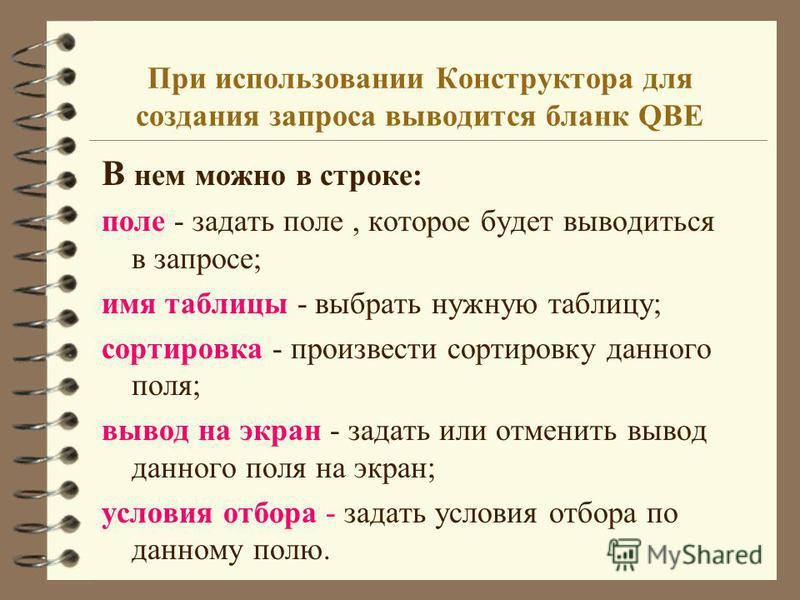 При использовании Конструктора для
создания запроса выводится бланк QBE
В нем можно в строке:
поле - задать поле , которое будет выводиться
в запросе;
имя таблицы - выбрать нужную таблицу;
сортировка - произвести сортировку данного
поля;
вывод на экран - задать или отменить вывод
данного поля на экран;
условия отбора - задать условия отбора по
данному полю.
MyShared